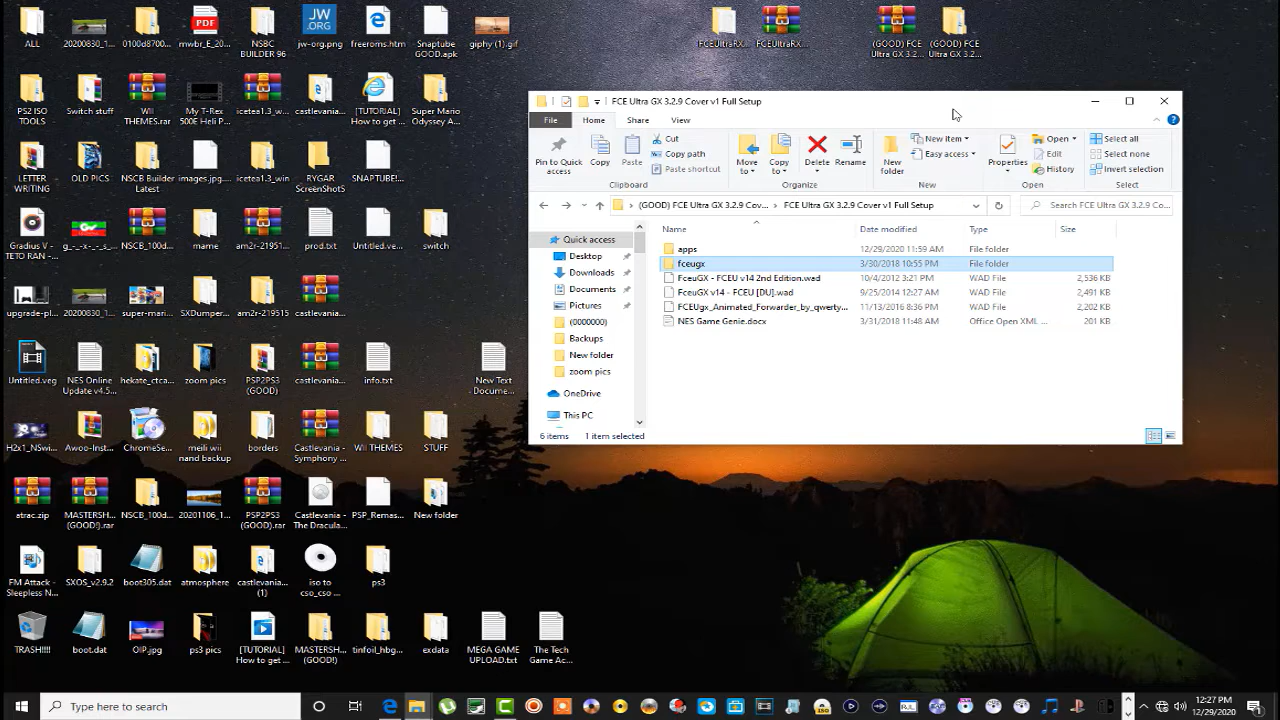 ALL
20200830_1...
0100d8700...
mwbr_E_20...
NSBC
BUILDER 96
jw-org.png
freeroms.htm
Snaptube
GOOD.apk
giphy (1).gif
FCEUltraRX...
FCEUltraRX...
(GOOD) FCE
Ultra GX 3.2...
(GOOD) FCE
Ultra GX 3.2...
PS2 ISO
TOOLS
Switch stuff
WII
THEMES.rar
My T-Rex
500E Heli P...
icetea1.3_w...
castlevania...
[TUTORIAL]
How to get ...
Super Mario
Odyssey A...
LETTER
WRITING
OLD PICS
NSCB Builder
Latest
images.jpg...
icetea1.3_win
RYGAR
ScreenShotS
SNAPTUBE!...
Gradius V -
TETO RAN -...
g_-_x_-_s_...
NSCB_100d...
mame
am2r-21951...
prod.txt
Untitled.ve...
switch
upgrade-pl...
20200830_1...
super-mari...
SXDumper...
am2r-219515
castlevania...
Untitled.veg
NES Online
Update v4.5...
hekate_ctca...
zoom pics
PSP2PS3
(GOOD)
castlevania...
info.txt
New Text
- Docume...
H2x1_NSwi...
Awoo-Inst...
ChromeSe...
meili wii
nand backup
borders
Castlevania -
Symphony ...
WII THEMES
STUFF
atrac.zip
MASTERSH...
(GOOD!).rar
NSCB_100d...
20201106_1...
PSP2PS3
(GOOD).rar
Castlevania -
The Dracula...
PSP_Remas...
New folder
FM Attack -
Sleepless N...
SXOS_v2.9.2
boot305.dat
atmosphere
castlevania...
(1)
iso to
cso_cso ...
ps3
TRASH!!!!
boot.dat
OIP.jpg
ps3 pics
[TUTORIAL]
How to get ...
MASTERSH...
(GOOD!)
tinfoil_hbg...
exdata
MEGA GAME
UPLOAD.txt
The Tech
Game Ac...
FCE Ultra GX 3.2.9 Cover v1 Full Setup
File Home Share View
Pin to Quick
access
Copy
Paste
Cut
Copy path
Paste shortcut
Clipboard
Move
to
Copy
to
Delete
Rename
Organize
New
folder
New item
Easy access
New
Properties
Open
Edit
History
Open
Select all
Select none
Invert selection
Select
(GOOD) FCE Ultra GX 3.2.9 Cov... > FCE Ultra GX 3.2.9 Cover v1 Full Setup
Search FCE Ultra GX 3.2.9 Co...
Quick access
Desktop
Downloads
Documents
Pictures
(0000000)
Backups
New folder
zoom pics
OneDrive
This PC
Name Date modified Type Size
apps 12/29/2020 11:59 AM File folder
fceugx 3/30/2018 10:55 PM File folder
FceuGX - FCEU v14 2nd Edition.wad 10/4/2012 3:21 PM WAD File 2,536 KB
FceuGX v14 - FCEU [DU].wad 9/25/2014 12:27 AM WAD File 2,491 KB
FCEUgx_Animated_Forwarder_by_qwerty... 11/13/2016 8:36 PM WAD File 2,202 KB
NES Game Genie.docx 3/31/2018 11:48 AM Office Open XML ... 201 KB
6 items 1 item selected
Type here to search
12:27 PM
12/29/2020